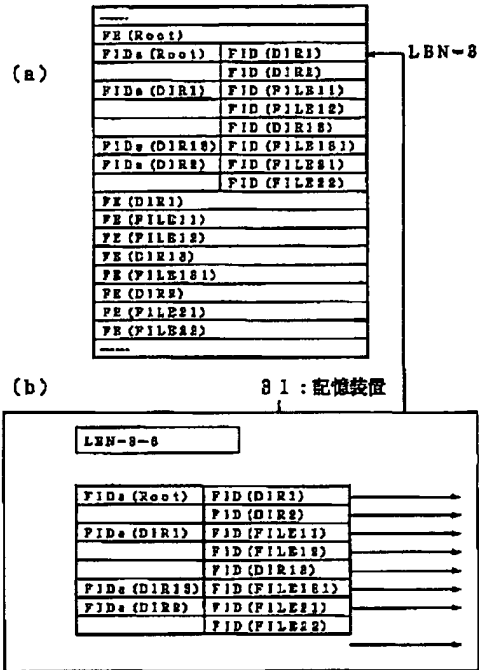 ......
FE(Root)
FIDs(Root) FID(DIR1) LBN=3
(a)
FID(DIR2)
FIDs(DIR1) FID(FILE11)
FID(FILE12)
FID(DIR13)
FIDs(DIR13) FID(FILE131)
FIDs(DIR2) FID(FILE21)
FID(FILE22)
FE(DIR1)
FE(FILE11)
FE(FILE12)
FE(DIR13)
FE(FILE131)
FE(DIR2)
FE(FILE21)
FE(FILE22)
......
(b) 31:記憶装置
FIDs(Root) FID(DIR1)
FID(DIR2)
FIDs(DIR1) FID(FILE11)
FID(FILE12)
FID(DIR13)
FIDs(DIR13) FID(FILE131)
FIDs(DIR2) FID(FILE21)
FID(FILE22)